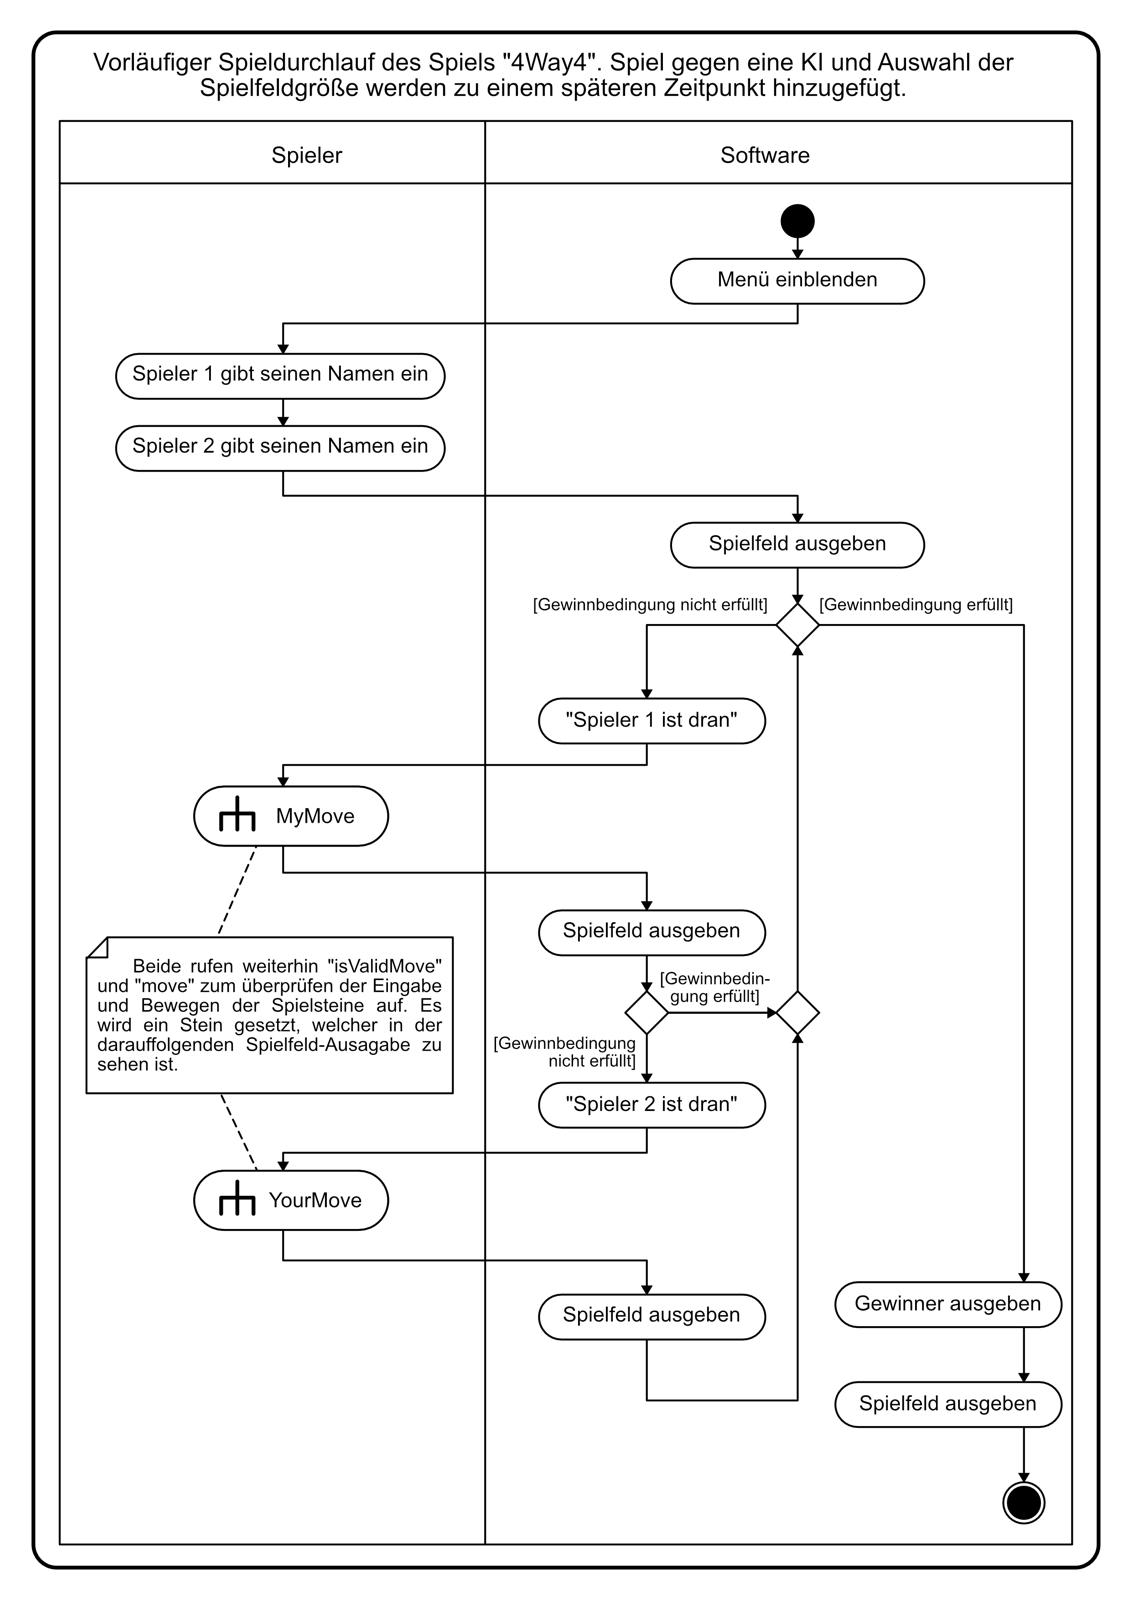 Vorläufiger Spieldurchlauf des Spiels "4Way4". Spiel gegen eine KI und Auswahl der
Spielfeldgröße werden zu einem späteren Zeitpunkt hinzugefügt.
Spieler
Software
Menü einblenden
Spieler 1 gibt seinen Namen ein
Spieler 2 gibt seinen Namen ein
Spielfeld ausgeben
[Gewinnbedingung nicht erfüllt]
[Gewinnbedingung erfüllt]
"Spieler 1 ist dran"
MyMove
Spielfeld ausgeben
Beide rufen weiterhin "isValidMove"
und "move" zum überprüfen der Eingabe
und Bewegen der Spielsteine auf. Es
wird ein Stein gesetzt, welcher in der
darauffolgenden Spielfeld-Ausagabe zu
sehen ist.
[Gewinnbedin-
gung erfüllt]
[Gewinnbedingung
nicht erfüllt]
"Spieler 2 ist dran"
YourMove
Spielfeld ausgeben
Gewinner ausgeben
Spielfeld ausgeben